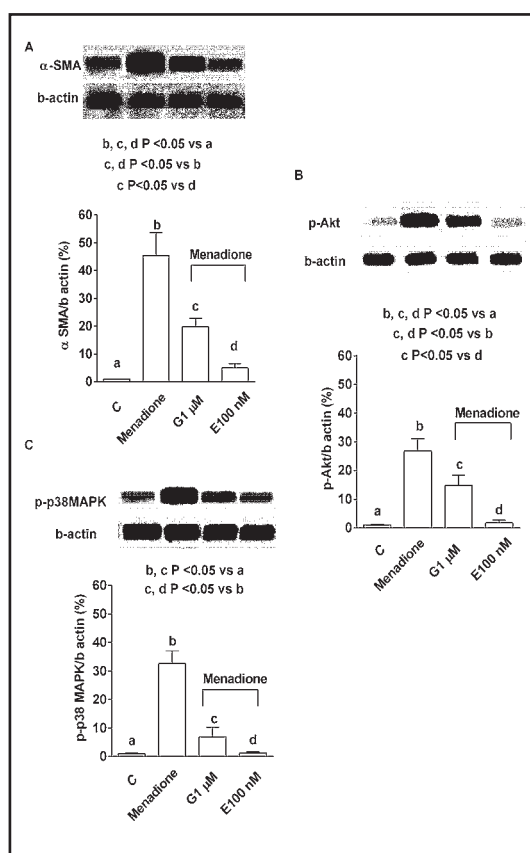 A
α-SMA
b-actin
b, c, d P <0.05 vs a
c, d P <0.05 vs b
c P<0.05 vs d
α SMA/b actin (%)
60
50
40
30
20
10
0
a
b
c
d
Menadione
C
Menadione
G1 µM
E100 nM
B
p-Akt
b-actin
b, c, d P <0.05 vs a
c, d P <0.05 vs b
c P<0.05 vs d
p-Akt/b actin (%)
60
50
40
30
20
10
0
a
b
c
d
Menadione
C
Menadione
G1 µM
E100 nM
C
p-p38MAPK
b-actin
b, c P <0.05 vs a
c, d P <0.05 vs b
p-p38 MAPK/b actin (%)
60
50
40
30
20
10
0
a
b
c
d
Menadione
C
Menadione
G1 µM
E100 nM